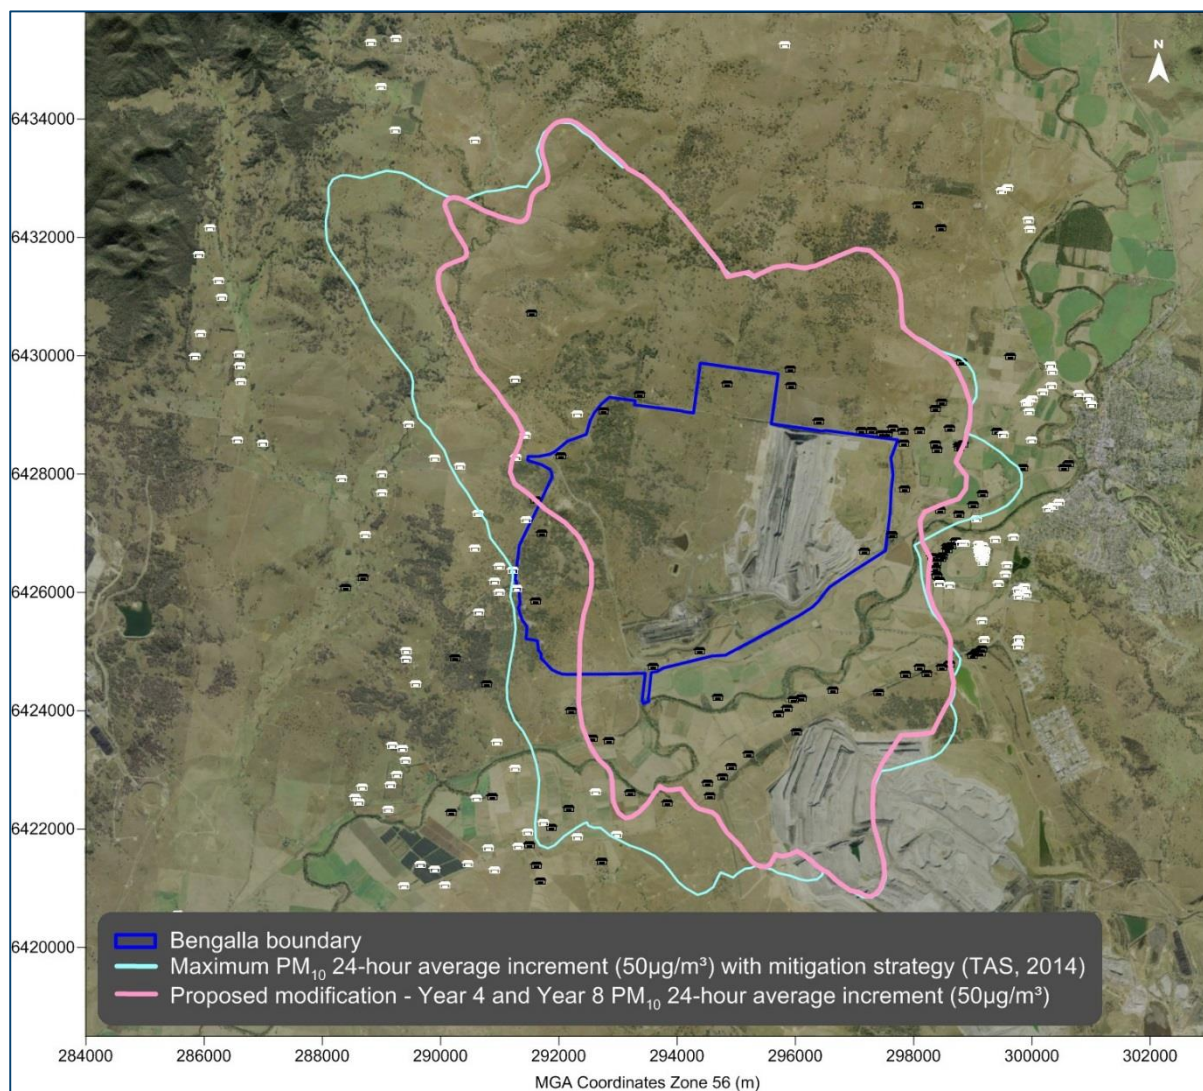 N
6434000
6432000
6430000
6428000
6426000
6424000
6422000
6420000
Bengalla boundary
Maximum PM₁₀ 24-hour average increment (50µg/m³) with mitigation strategy (TAS, 2014)
Proposed modification - Year 4 and Year 8 PM₁₀ 24-hour average increment (50µg/m³)
284000 286000 288000 290000 292000 294000 296000 298000 300000 302000
MGA Coordinates Zone 56 (m)